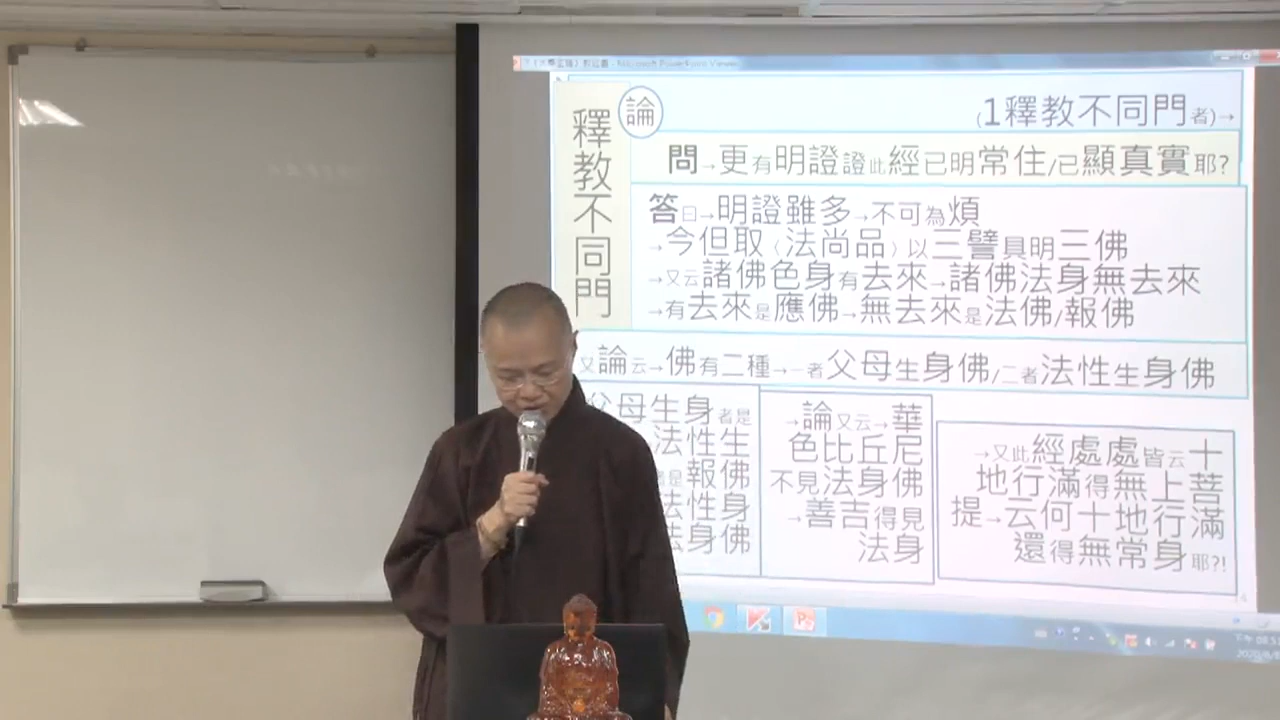 Microsoft PowerPoint Viewer
釋教不同門
論
(1釋教不同門者)→
問→更有明證證此經已明常住/已顯真實耶?
答曰→明證雖多→不可為煩
→今但取〈法尚品〉以三譬具明三佛
→又云諸佛色身有去來→諸佛法身無去來
→有去來是應佛→無去來是法佛/報佛
又論云→佛有二種→一者父母生身佛/二者法性生身佛
父母生身者是
法性生
是報佛
法性身
法身佛
→論又云→華
色比丘尼
不見法身佛
→善吉得見
法身
→又此經處處皆云十
地行滿得無上菩
提→云何十地行滿
還得無常身耶?!
4